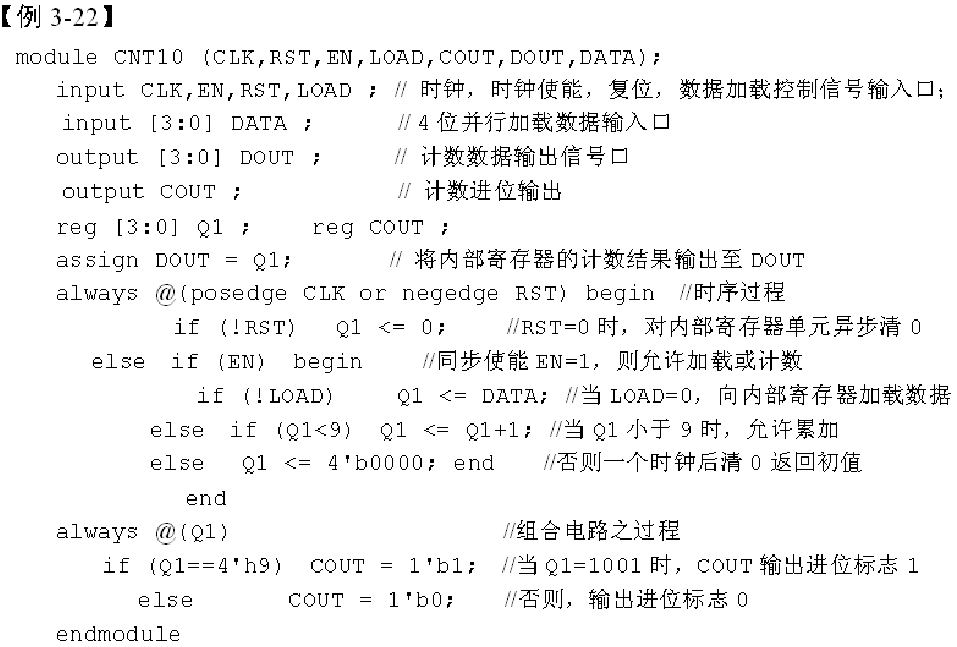 【例 3-22】
module CNT10 (CLK,RST,EN,LOAD,COUT,DOUT,DATA);
input CLK,EN,RST,LOAD ; // 时钟，时钟使能，复位，数据加载控制信号输入口；
input [3:0] DATA ; // 4 位并行加载数据输入口
output [3:0] DOUT ; // 计数数据输出信号口
output COUT ; // 计数进位输出
reg [3:0] Q1 ; reg COUT ;
assign DOUT = Q1; // 将内部寄存器的计数结果输出至 DOUT
always @(posedge CLK or negedge RST) begin //时序过程
if (!RST) Q1 <= 0; //RST=0 时，对内部寄存器单元异步清 0
else if (EN) begin //同步使能 EN=1，则允许加载或计数
if (!LOAD) Q1 <= DATA; //当 LOAD=0，向内部寄存器加载数据
else if (Q1<9) Q1 <= Q1+1; //当 Q1 小于 9 时，允许累加
else Q1 <= 4'b0000; end //否则一个时钟后清 0 返回初值
end
always @(Q1) //组合电路之过程
if (Q1==4'h9) COUT = 1'b1; //当 Q1=1001 时，COUT 输出进位标志 1
else COUT = 1'b0; //否则，输出进位标志 0
endmodule